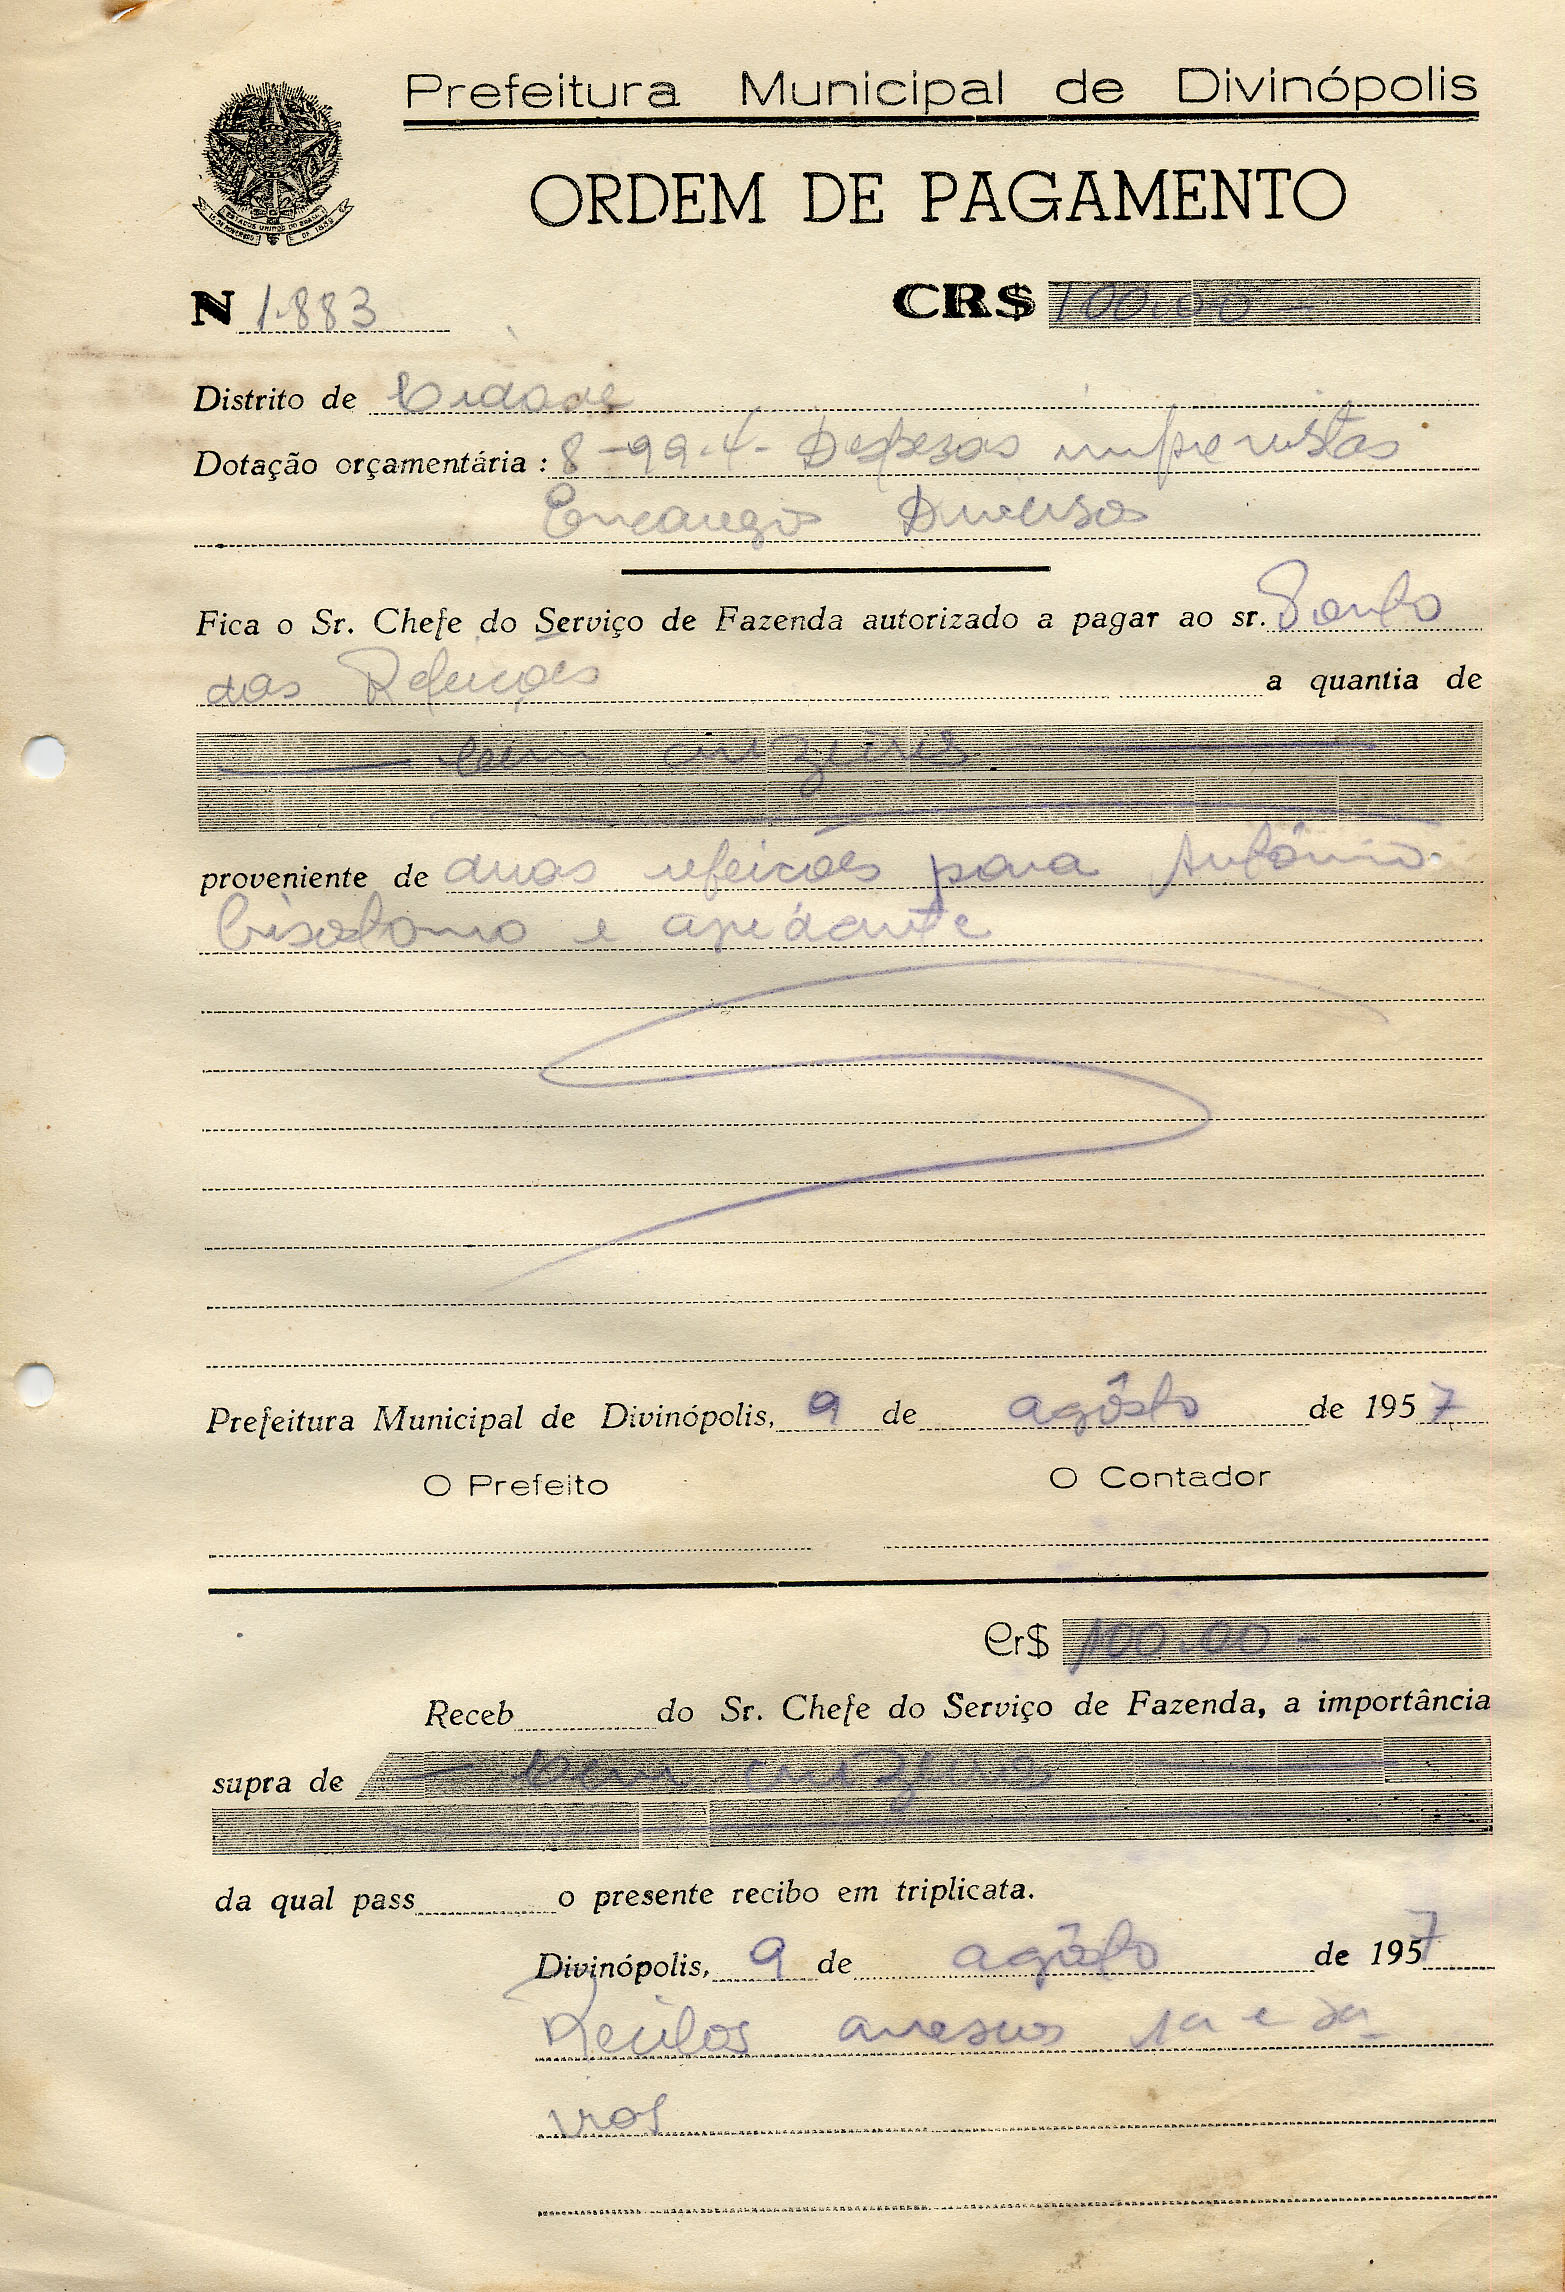 Prefeitura Municipal de Divinópolis
ORDEM DE PAGAMENTO
N 1.883 CR$ 100,00 -
Distrito de Cidade
Dotação orçamentária : 8-99.4- Despesas imprevistas
Encargos Diversos
Fica o Sr. Chefe do Serviço de Fazenda autorizado a pagar ao sr. Ponto
das Refeições a quantia de
cem cruzeiros
proveniente de duas refeições para Antônio
Crisostomo e ajudante
Prefeitura Municipal de Divinópolis, 9 de agôsto de 1957
O Prefeito O Contador
Cr$ 100.00 -
Receb do Sr. Chefe do Serviço de Fazenda, a importância
supra de cem cruzeiros
da qual pass o presente recibo em triplicata.
Divinópolis, 9 de agôsto de 1957
Recibos anexos 1a e 2a
vias